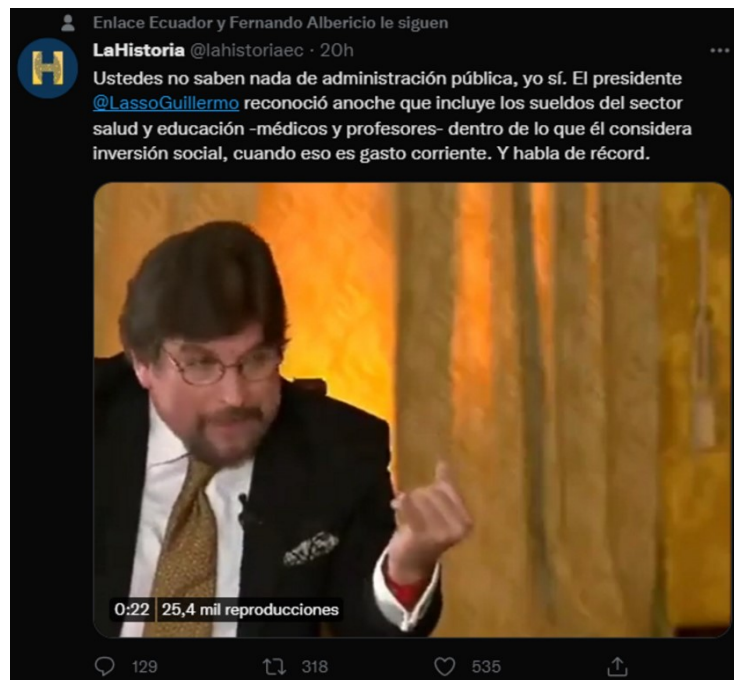 Enlace Ecuador y Fernando Albericio le siguen
LaHistoria @lahistoriaec · 20h
Ustedes no saben nada de administración pública, yo sí. El presidente
@LassoGuillermo reconoció anoche que incluye los sueldos del sector
salud y educación -médicos y profesores- dentro de lo que él considera
inversión social, cuando eso es gasto corriente. Y habla de récord.
0:22 25,4 mil reproducciones
129 318 535